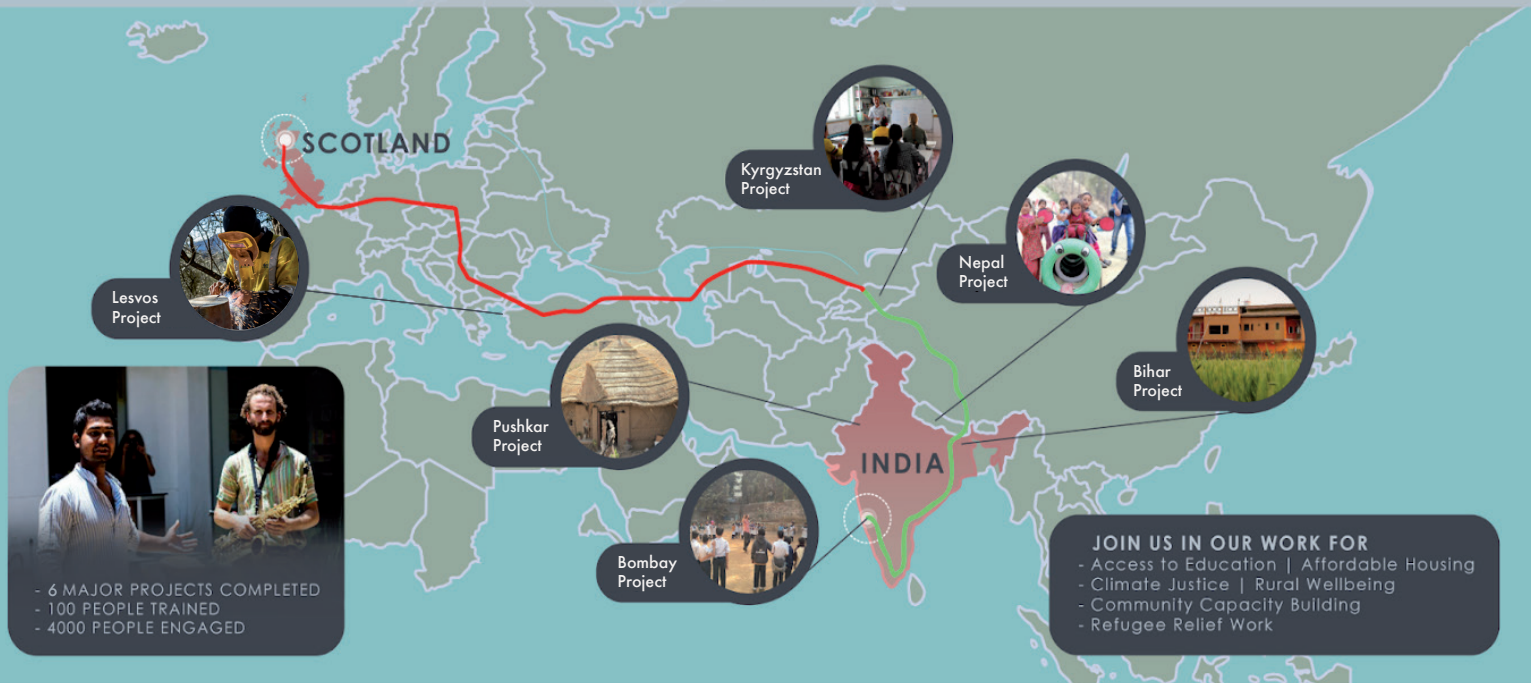 SCOTLAND
Kyrgyzstan
Project
Nepal
Project
Lesvos
Project
Bihar
Project
Pushkar
Project
INDIA
Bombay
Project
- 6 MAJOR PROJECTS COMPLETED
- 100 PEOPLE TRAINED
- 4000 PEOPLE ENGAGED
JOIN US IN OUR WORK FOR
- Access to Education | Affordable Housing
- Climate Justice | Rural Wellbeing
- Community Capacity Building
- Refugee Relief Work